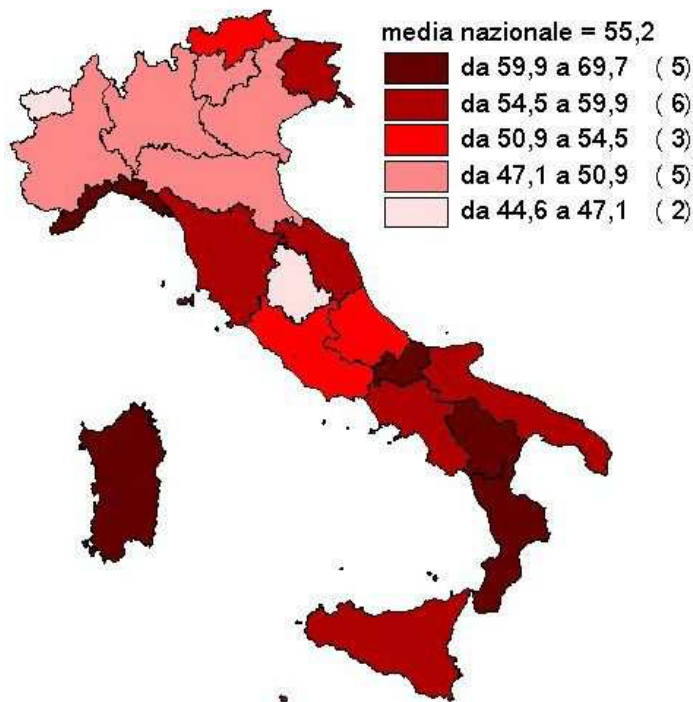 media nazionale = 55,2
da 59,9 a 69,7 ( 5)
da 54,5 a 59,9 ( 6)
da 50,9 a 54,5 ( 3)
da 47,1 a 50,9 ( 5)
da 44,6 a 47,1 ( 2)